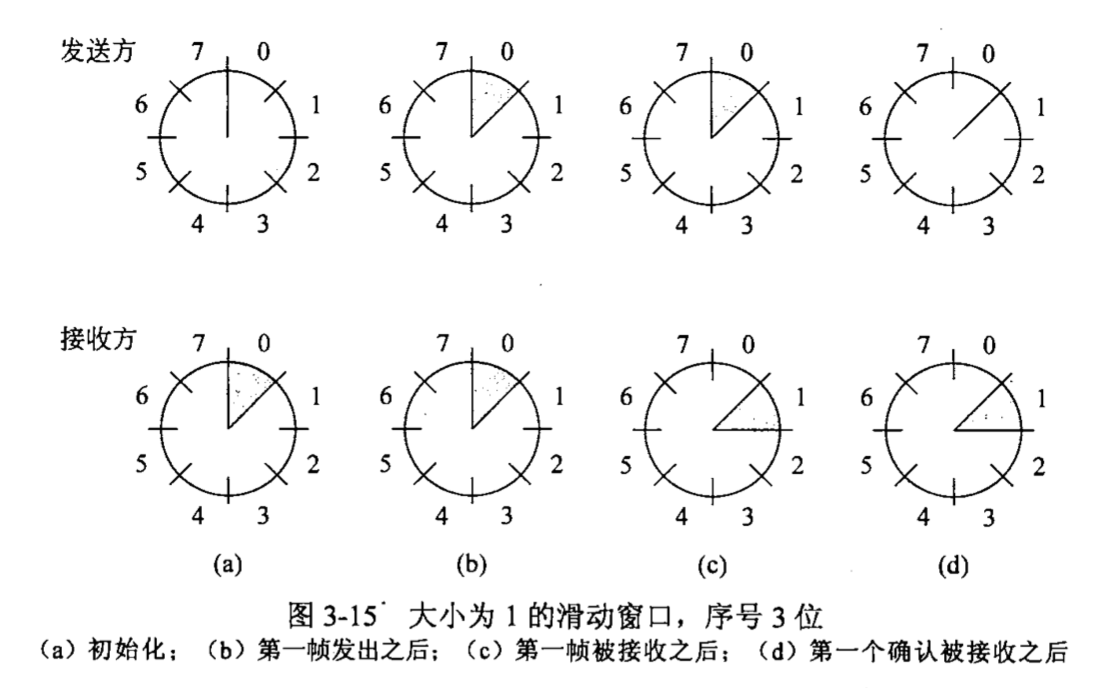 发送方
7 0 7 0 7 0 7 0
6 1 6 1 6 1 6 1
5 2 5 2 5 2 5 2
4 3 4 3 4 3 4 3
接收方
7 0 7 0 7 0 7 0
6 1 6 1 6 1 6 1
5 2 5 2 5 2 5 2
4 3 4 3 4 3 4 3
(a) (b) (c) (d)
图 3-15 大小为 1 的滑动窗口，序号 3 位
（a）初始化；（b）第一帧发出之后；（c）第一帧被接收之后；（d）第一个确认被接收之后